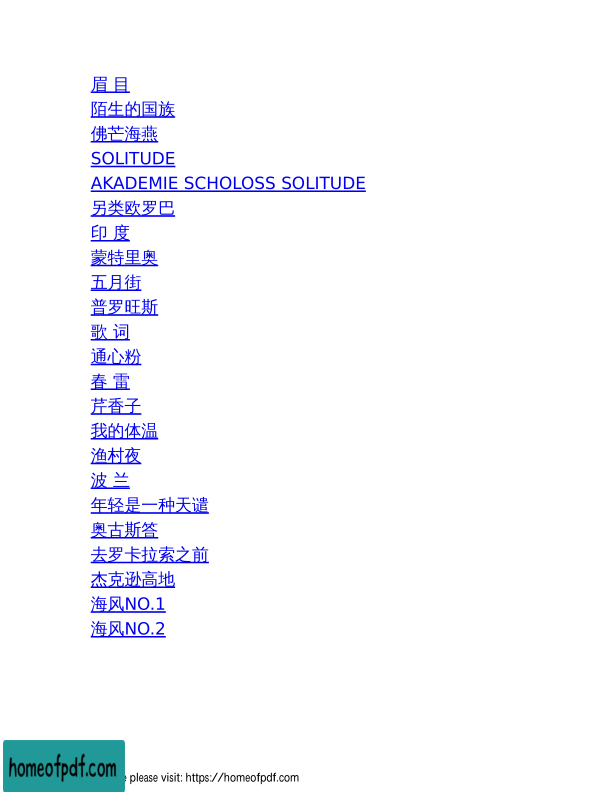 眉 目
陌生的国族
佛芒海燕
SOLITUDE
AKADEMIE SCHOLOSS SOLITUDE
另类欧罗巴
印 度
蒙特里奥
五月街
普罗旺斯
歌 词
通心粉
春 雷
芹香子
我的体温
渔村夜
波 兰
年轻是一种天谴
奥古斯答
去罗卡拉索之前
杰克逊高地
海风NO.1
海风NO.2
homeofpdf.com
please visit: https://homeofpdf.com